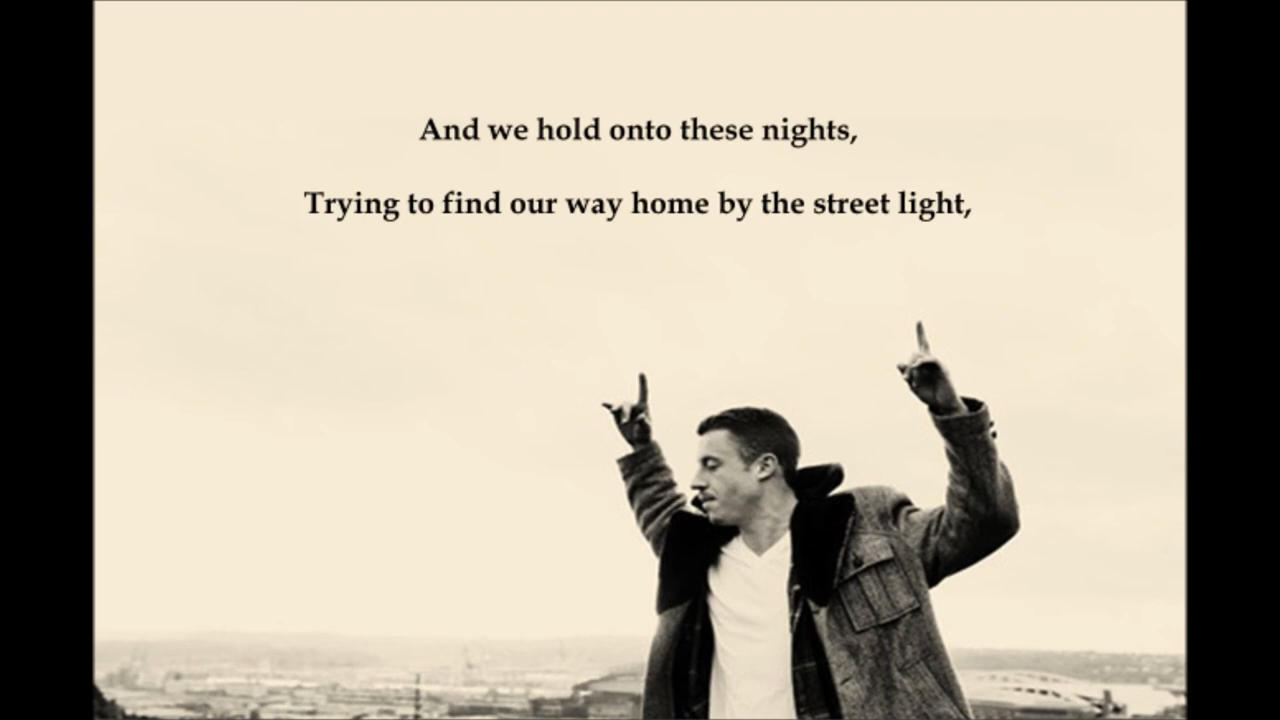 And we hold onto these nights,
Trying to find our way home by the street light,